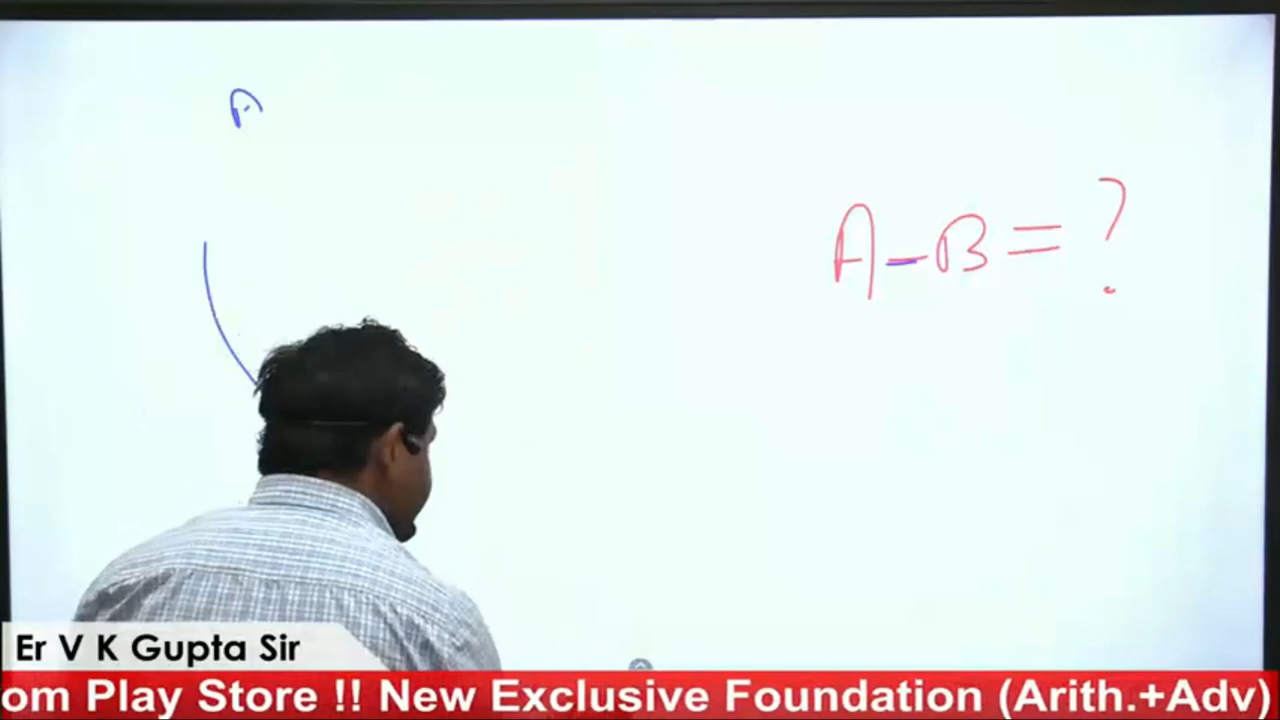 A
A-B=?
Er V K Gupta Sir
om Play Store !! New Exclusive Foundation (Arith.+Adv)